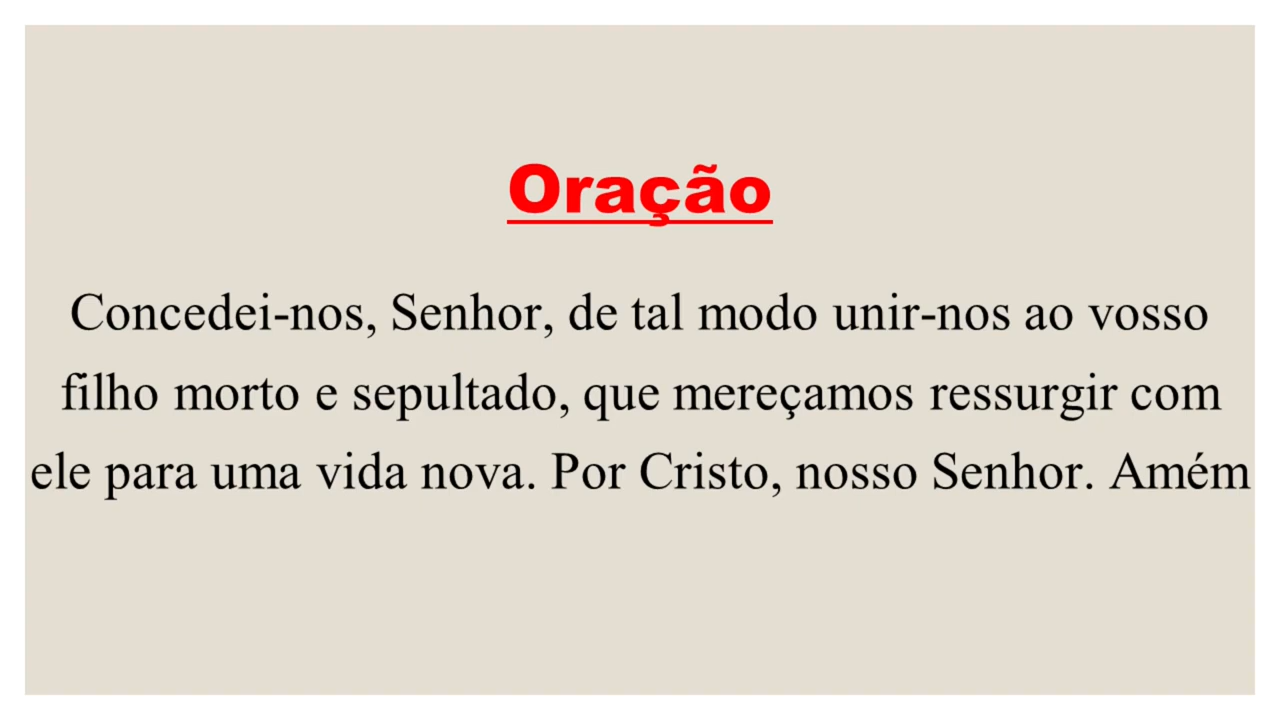 Oração
Concedei-nos, Senhor, de tal modo unir-nos ao vosso
filho morto e sepultado, que mereçamos ressurgir com
ele para uma vida nova. Por Cristo, nosso Senhor. Amém